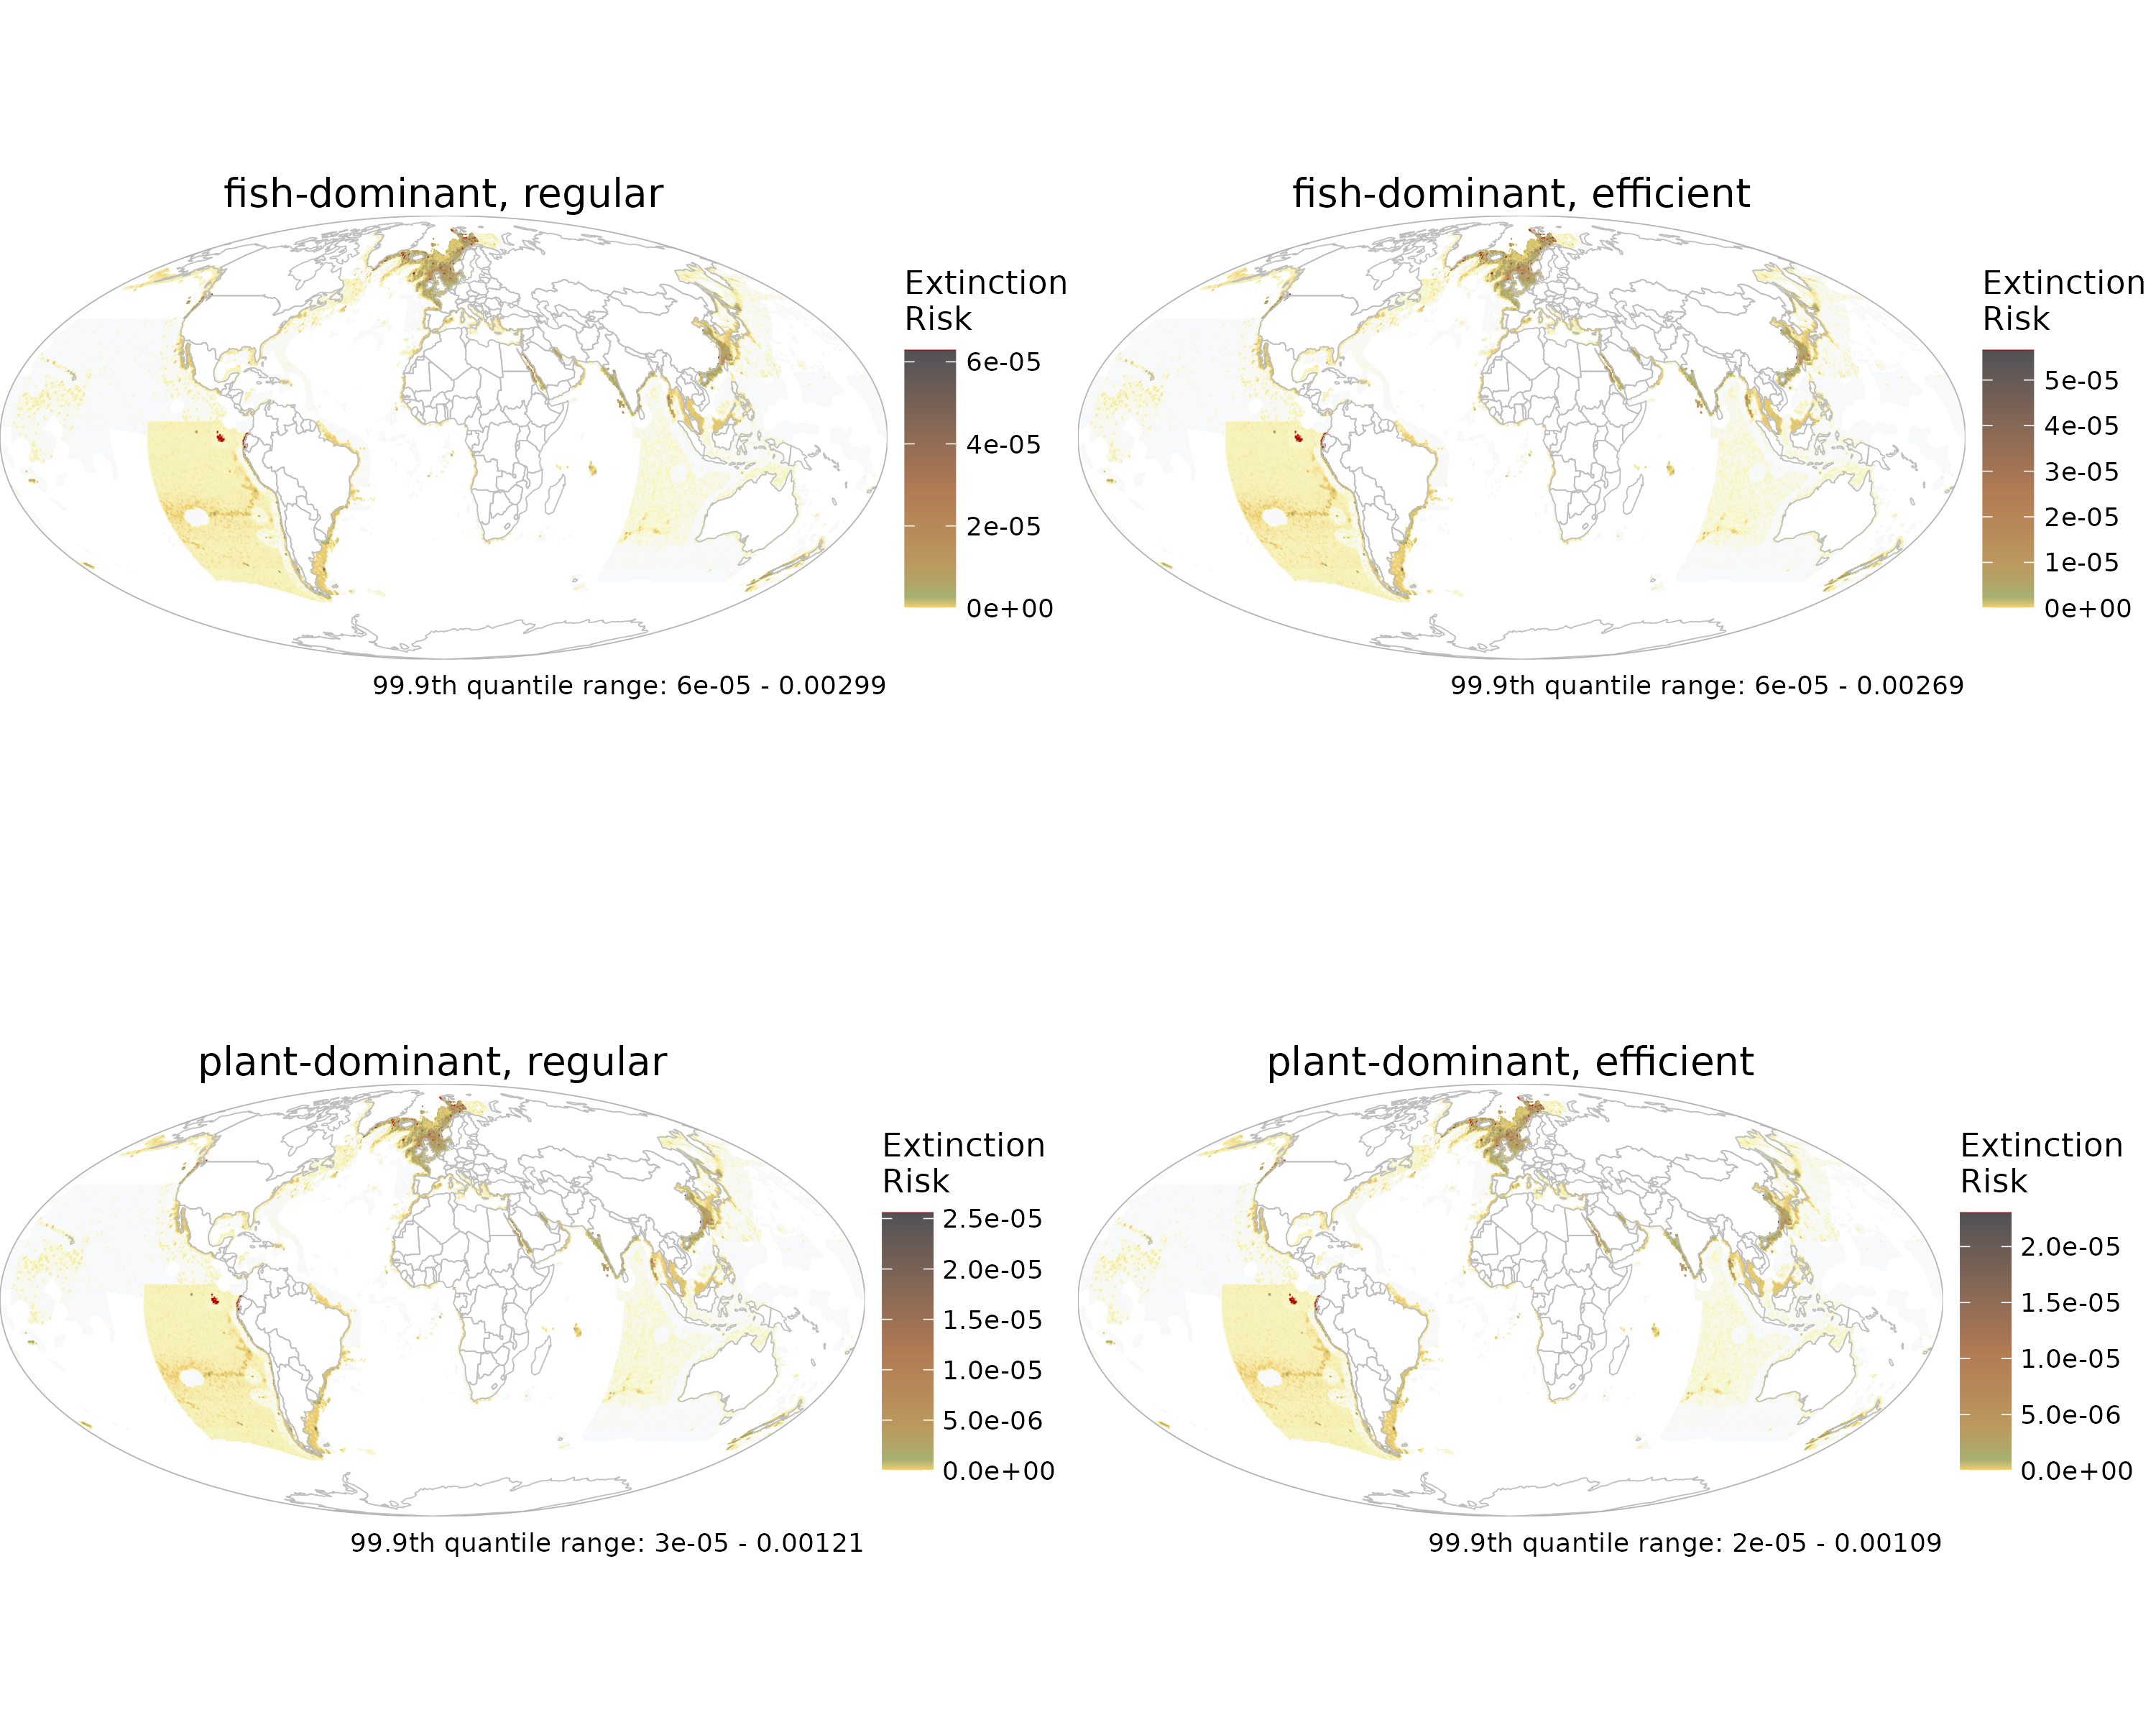 fish-dominant, regular
Extinction
Risk
6e-05
4e-05
2e-05
0e+00
99.9th quantile range: 6e-05 - 0.00299
fish-dominant, efficient
Extinction
Risk
5e-05
4e-05
3e-05
2e-05
1e-05
0e+00
99.9th quantile range: 6e-05 - 0.00269
plant-dominant, regular
Extinction
Risk
2.5e-05
2.0e-05
1.5e-05
1.0e-05
5.0e-06
0.0e+00
99.9th quantile range: 3e-05 - 0.00121
plant-dominant, efficient
Extinction
Risk
2.0e-05
1.5e-05
1.0e-05
5.0e-06
0.0e+00
99.9th quantile range: 2e-05 - 0.00109